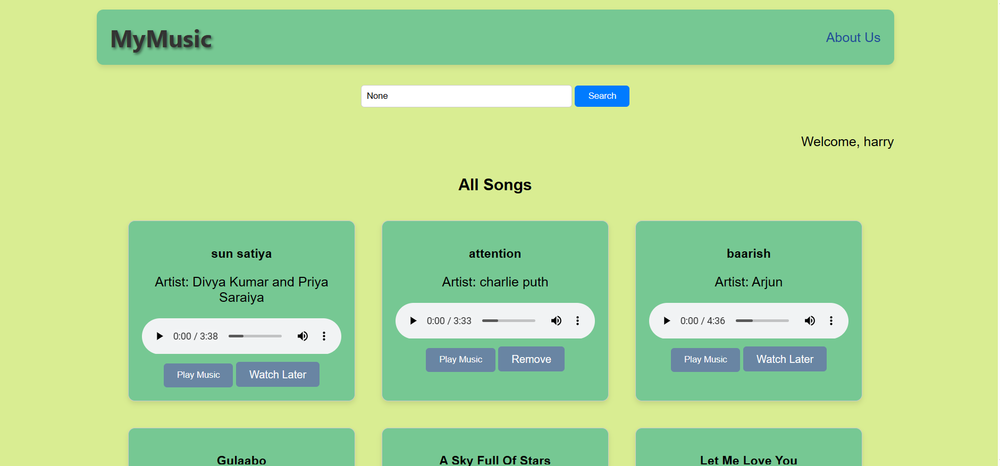 MyMusic
About Us
None
Search
Welcome, harry
All Songs
sun satiya
Artist: Divya Kumar and Priya
Saraiya
0:00 / 3:38
Play Music
Watch Later
attention
Artist: charlie puth
0:00 / 3:33
Play Music
Remove
baarish
Artist: Arjun
0:00 / 4:36
Play Music
Watch Later
Gulaabo
A Sky Full Of Stars
Let Me Love You